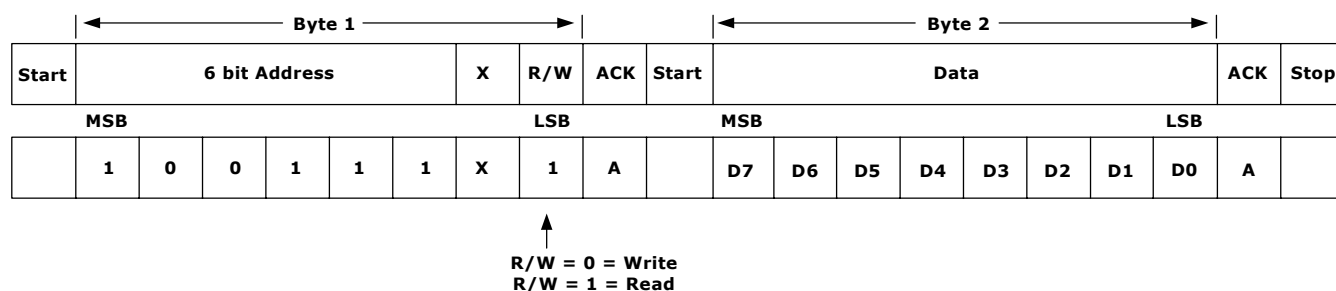 Byte 1 Byte 2
Start 6 bit Address X R/W ACK Start Data ACK Stop
MSB LSB MSB LSB
1 0 0 1 1 1 X 1 A D7 D6 D5 D4 D3 D2 D1 D0 A
R/W = 0 = Write
R/W = 1 = Read